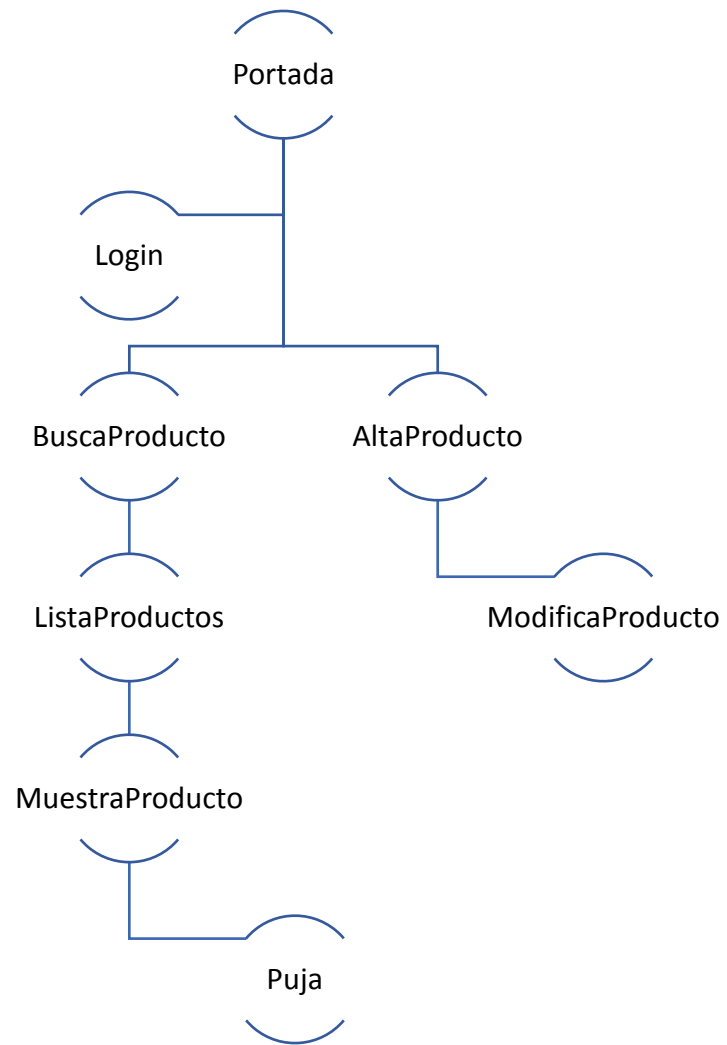 Portada
Login
BuscaProducto
AltaProducto
ListaProductos
ModificaProducto
MuestraProducto
Puja